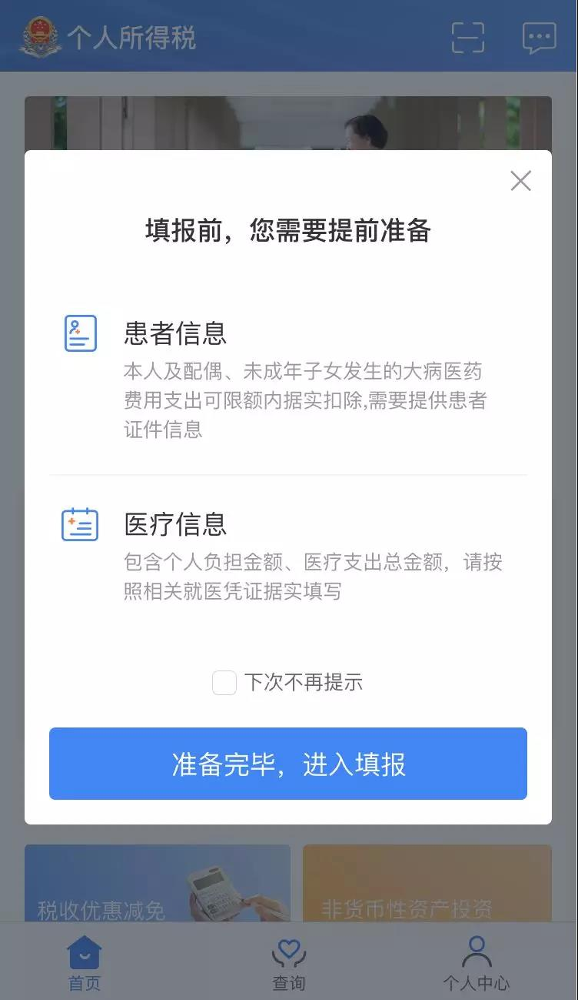 个人所得税
填报前，您需要提前准备
患者信息
本人及配偶、未成年子女发生的大病医药
费用支出可限额内据实扣除,需要提供患者
证件信息
医疗信息
包含个人负担金额、医疗支出总金额，请按
照相关就医凭证据实填写
下次不再提示
准备完毕，进入填报
税收优惠减免
非货币性资产投资
首页
查询
个人中心